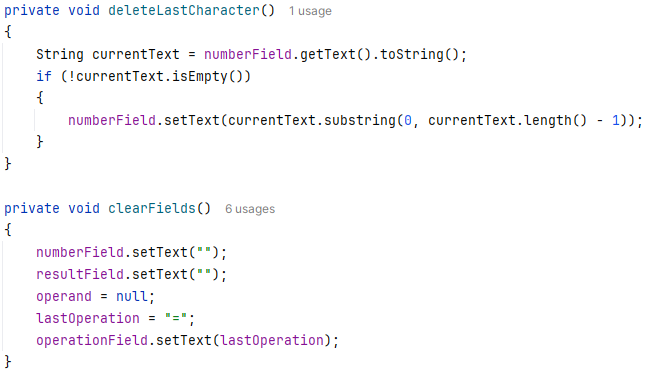 private void deleteLastCharacter() 1 usage
{
    String currentText = numberField.getText().toString();
    if (!currentText.isEmpty())
    {
        numberField.setText(currentText.substring(0, currentText.length() - 1));
    }
}

private void clearFields() 6 usages
{
    numberField.setText("");
    resultField.setText("");
    operand = null;
    lastOperation = "=";
    operationField.setText(lastOperation);
}